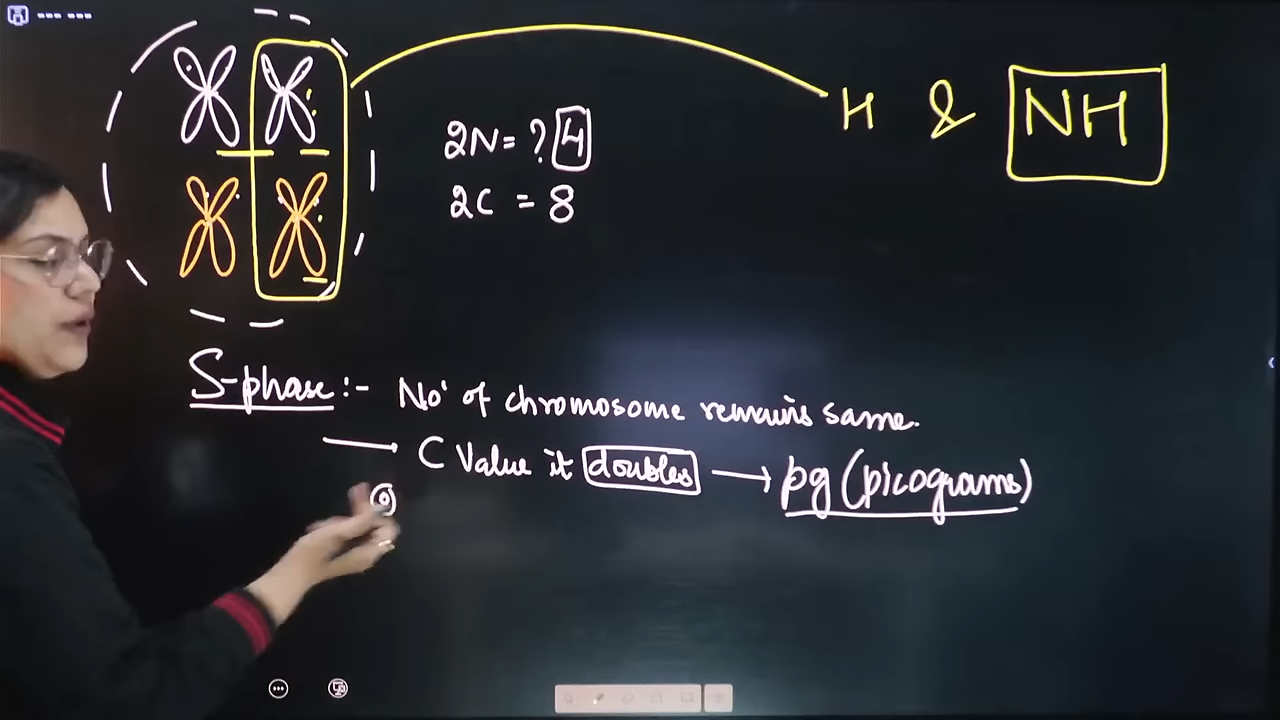 H & NH
2N = ? 4
2C = 8
S-phase :- No' of chromosome remains same.
→ C Value it doubles → pg (picograms)